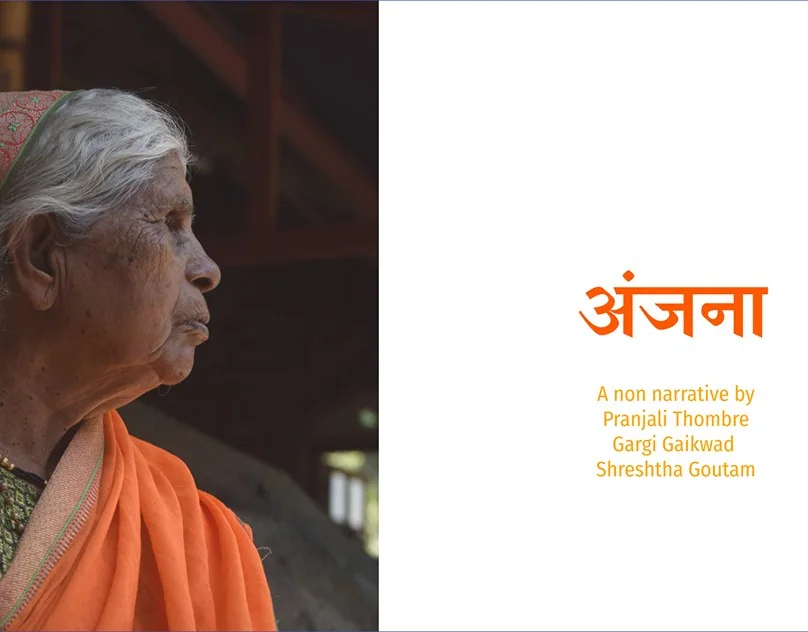 अंजना
A non narrative by
Pranjali Thombre
Gargi Gaikwad
Shreshtha Goutam